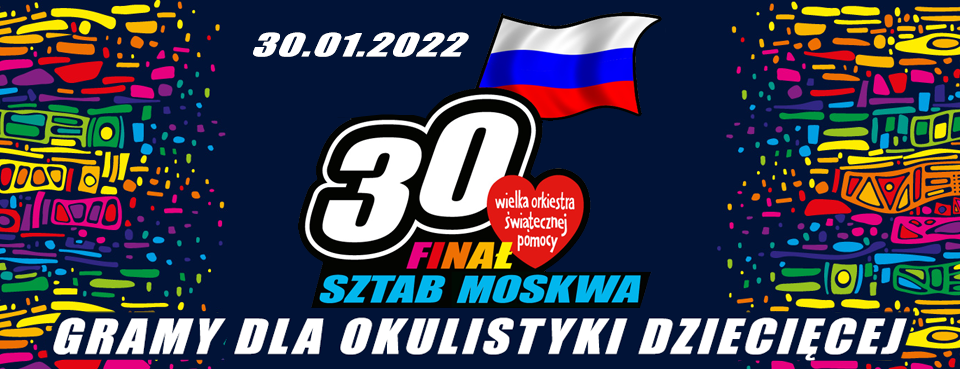 30.01.2022
30
wielka orkiestra
świątecznej
pomocy
FINAŁ
SZTAB MOSKWA
GRAMY DLA OKULISTYKI DZIECIĘCEJ